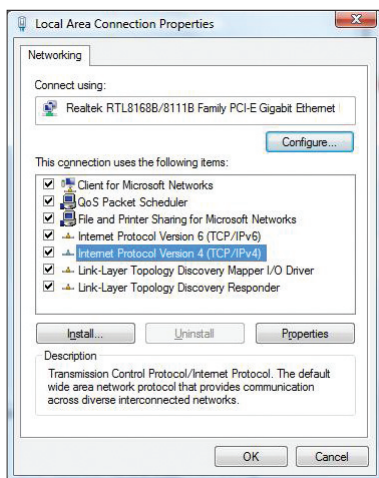 Local Area Connection Properties
Networking
Connect using:
Realtek RTL8168B/8111B Family PCI-E Gigabit Ethernet
Configure...
This connection uses the following items:
Client for Microsoft Networks
QoS Packet Scheduler
File and Printer Sharing for Microsoft Networks
Internet Protocol Version 6 (TCP/IPv6)
Internet Protocol Version 4 (TCP/IPv4)
Link-Layer Topology Discovery Mapper I/O Driver
Link-Layer Topology Discovery Responder
Install... Uninstall Properties
Description
Transmission Control Protocol/Internet Protocol. The default
wide area network protocol that provides communication
across diverse interconnected networks.
OK Cancel